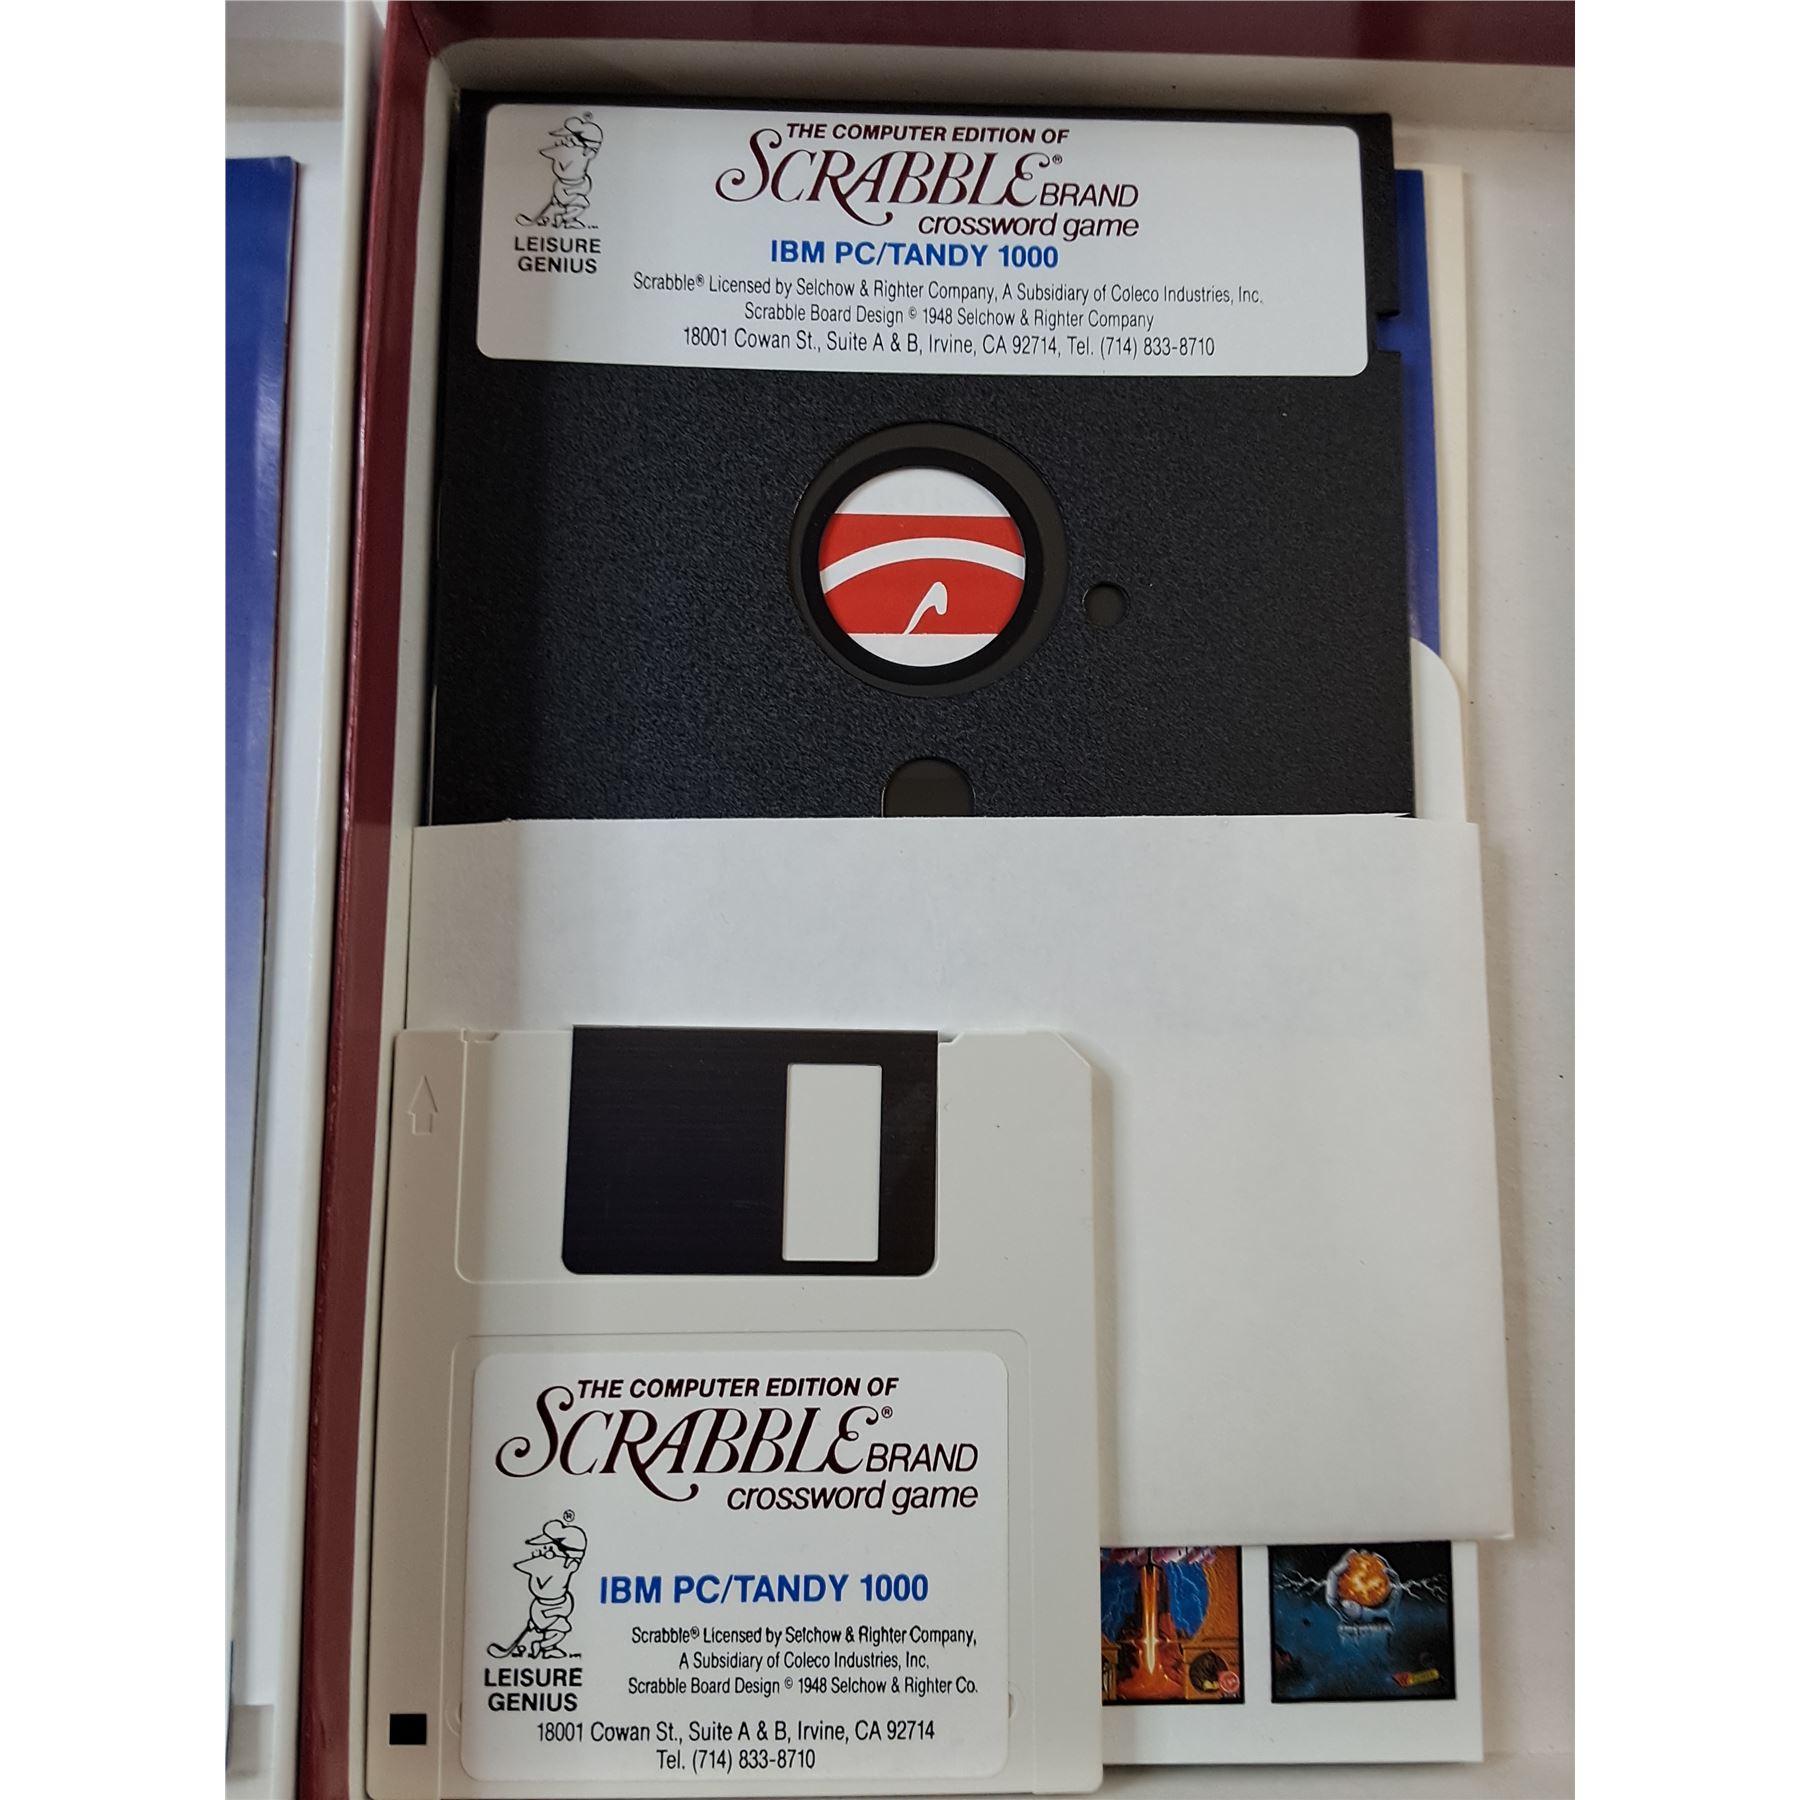 THE COMPUTER EDITION OF
SCRABBLE® BRAND
crossword game
IBM PC/TANDY 1000
LEISURE
GENIUS
Scrabble® Licensed by Selchow & Righter Company, A Subsidiary of Coleco Industries, Inc.
Scrabble Board Design © 1948 Selchow & Righter Company
18001 Cowan St., Suite A & B, Irvine, CA 92714, Tel. (714) 833-8710
THE COMPUTER EDITION OF
SCRABBLE® BRAND
crossword game
®
IBM PC/TANDY 1000
Scrabble® Licensed by Selchow & Righter Company,
A Subsidiary of Coleco Industries, Inc.
Scrabble Board Design © 1948 Selchow & Righter Co.
LEISURE
GENIUS
18001 Cowan St., Suite A & B, Irvine, CA 92714
Tel. (714) 833-8710